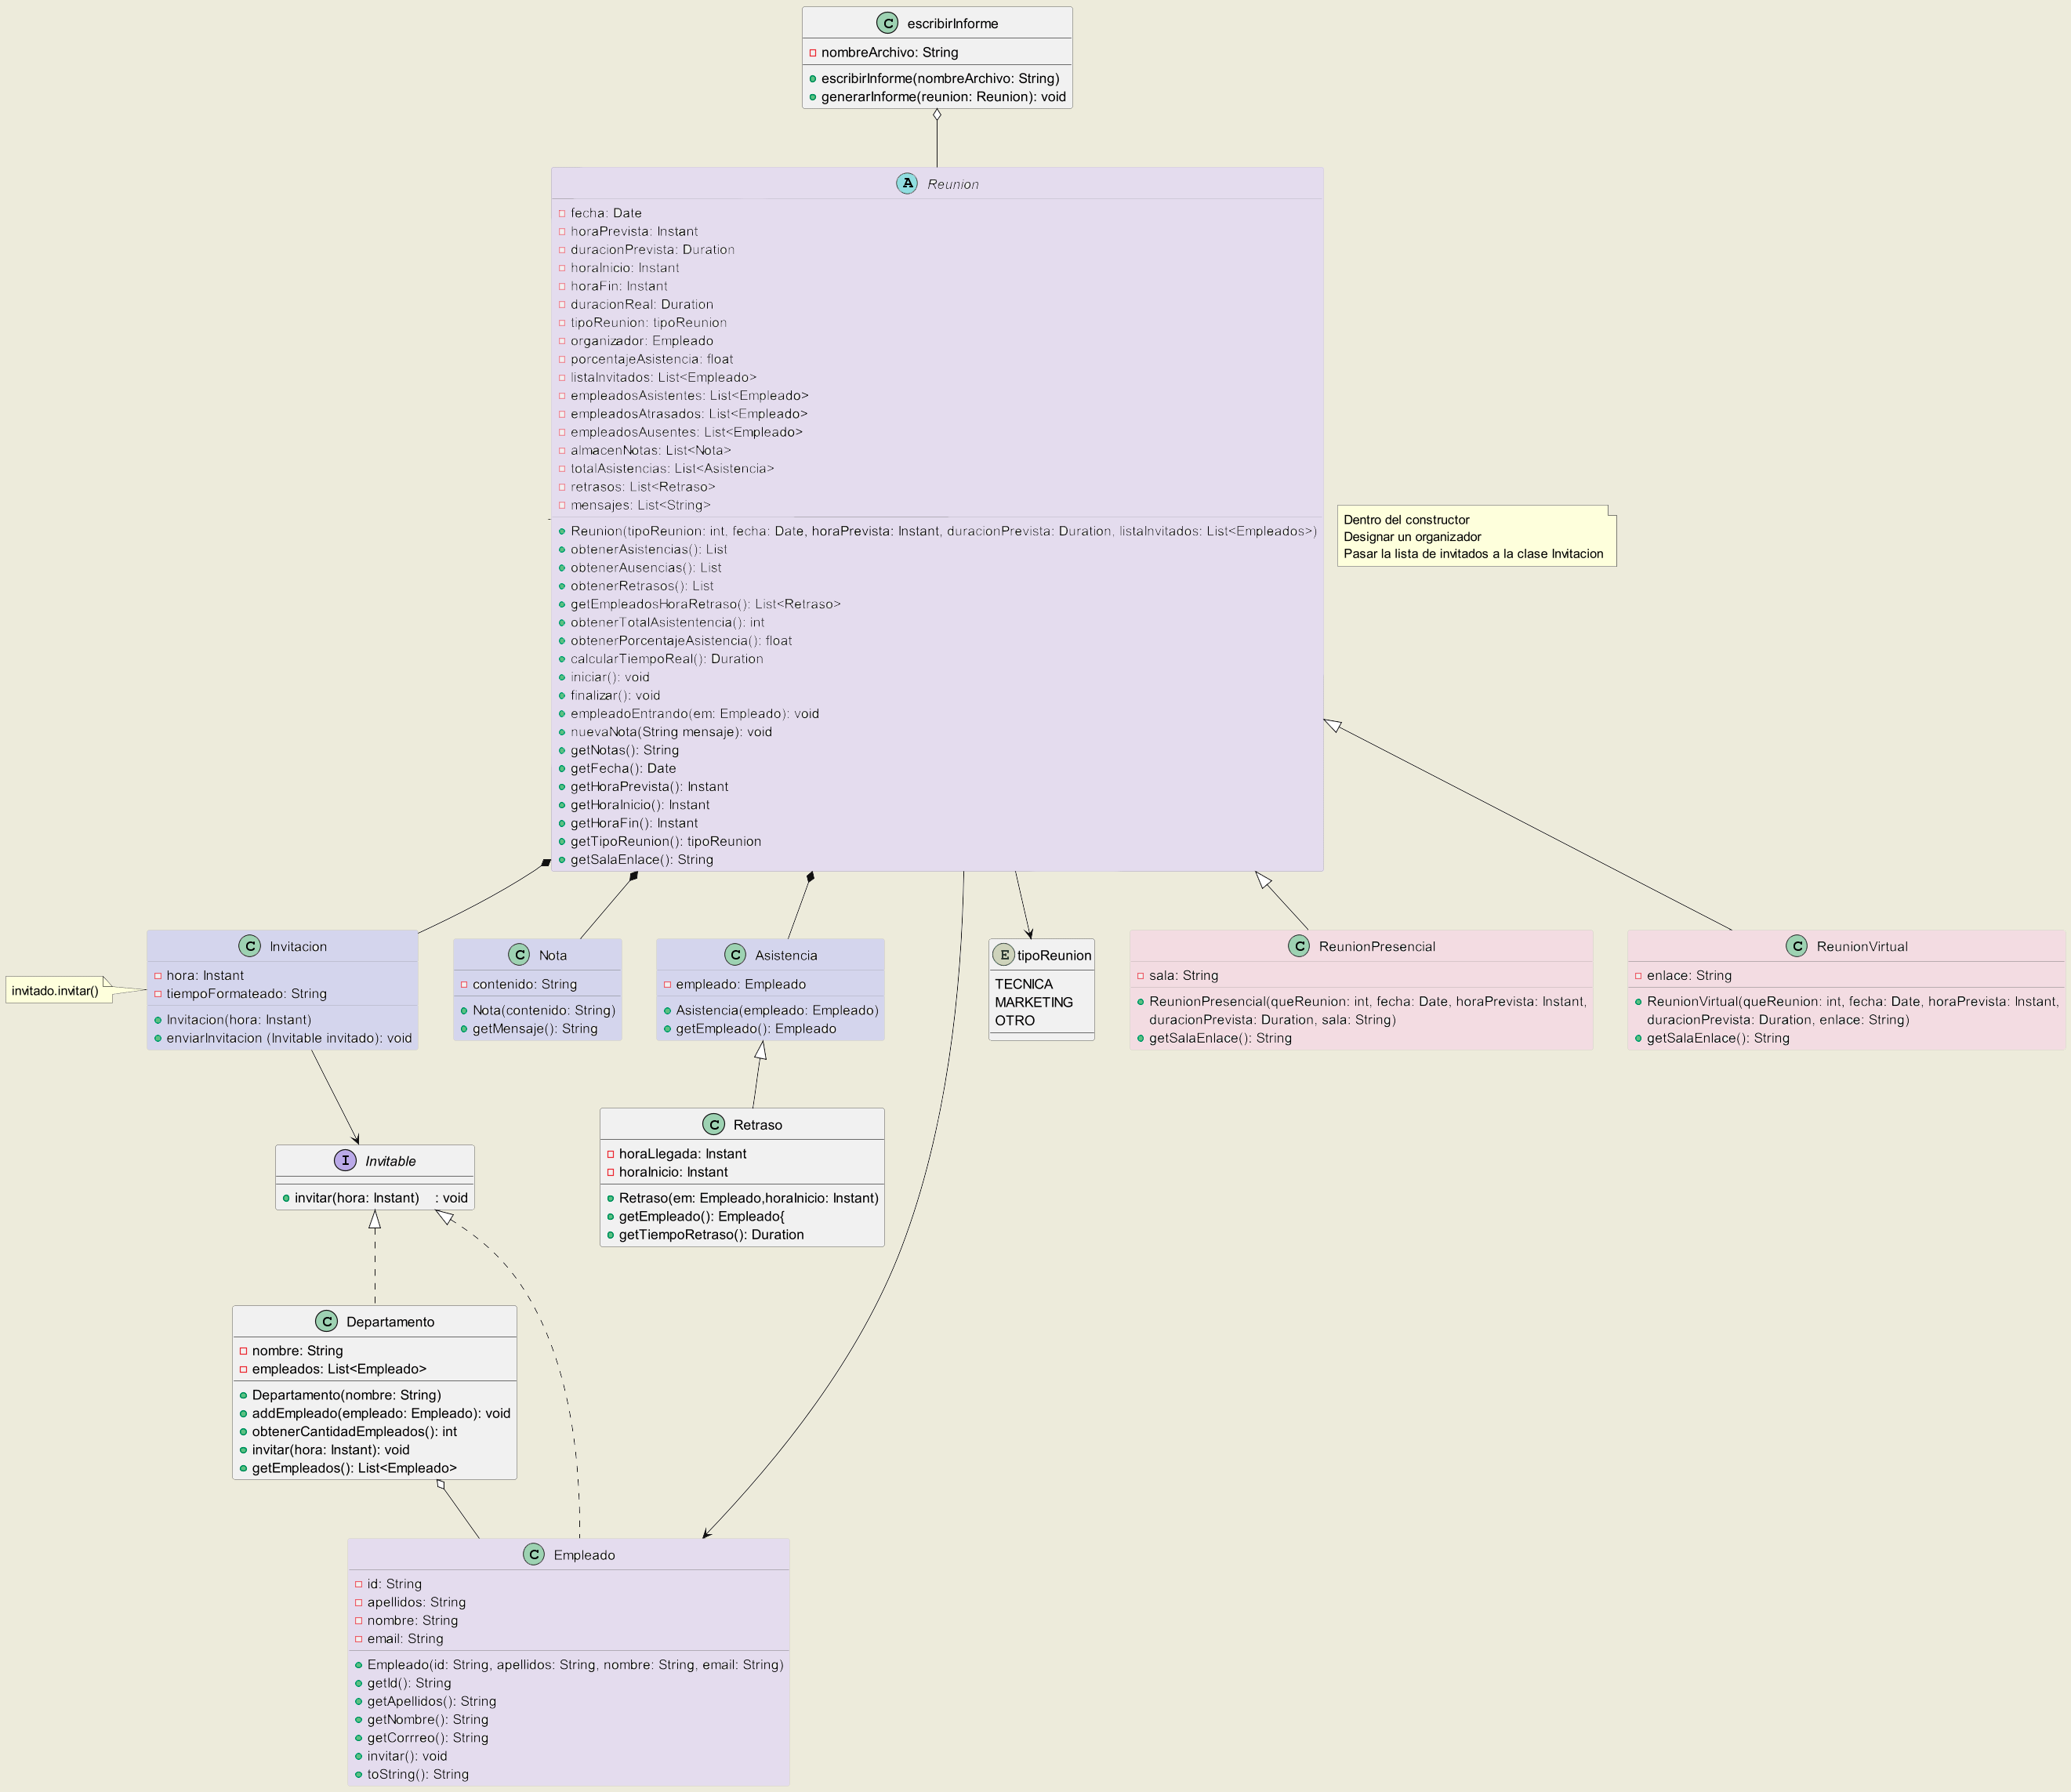 C escribirInforme
nombreArchivo: String
escribirInforme(nombreArchivo: String)
generarInforme(reunion: Reunion): void
A Reunion
fecha: Date
horaPrevista: Instant
duracionPrevista: Duration
horaInicio: Instant
horaFin: Instant
duracionReal: Duration
tipoReunion: tipoReunion
organizador: Empleado
porcentajeAsistencia: float
listaInvitados: List<Empleado>
empleadosAsistentes: List<Empleado>
empleadosAtrasados: List<Empleado>
empleadosAusentes: List<Empleado>
almacenNotas: List<Nota>
totalAsistencias: List<Asistencia>
retrasos: List<Retraso>
mensajes: List<String>
Reunion(tipoReunion: int, fecha: Date, horaPrevista: Instant, duracionPrevista: Duration, listaInvitados: List<Empleados>)
obtenerAsistencias(): List
obtenerAusencias(): List
obtenerRetrasos(): List
getEmpleadosHoraRetraso(): List<Retraso>
obtenerTotalAsistentencia(): int
obtenerPorcentajeAsistencia(): float
calcularTiempoReal(): Duration
iniciar(): void
finalizar(): void
empleadoEntrando(em: Empleado): void
nuevaNota(String mensaje): void
getNotas(): String
getFecha(): Date
getHoraPrevista(): Instant
getHoraInicio(): Instant
getHoraFin(): Instant
getTipoReunion(): tipoReunion
getSalaEnlace(): String
Dentro del constructor
Designar un organizador
Pasar la lista de invitados a la clase Invitacion
invitado.invitar()
C Invitacion
hora: Instant
tiempoFormateado: String
Invitacion(hora: Instant)
enviarInvitacion (Invitable invitado): void
C Nota
contenido: String
Nota(contenido: String)
getMensaje(): String
C Asistencia
empleado: Empleado
Asistencia(empleado: Empleado)
getEmpleado(): Empleado
E tipoReunion
TECNICA
MARKETING
OTRO
C ReunionPresencial
sala: String
ReunionPresencial(queReunion: int, fecha: Date, horaPrevista: Instant,
duracionPrevista: Duration, sala: String)
getSalaEnlace(): String
C ReunionVirtual
enlace: String
ReunionVirtual(queReunion: int, fecha: Date, horaPrevista: Instant,
duracionPrevista: Duration, enlace: String)
getSalaEnlace(): String
I Invitable
invitar(hora: Instant) : void
C Retraso
horaLlegada: Instant
horaInicio: Instant
Retraso(em: Empleado,horaInicio: Instant)
getEmpleado(): Empleado{
getTiempoRetraso(): Duration
C Departamento
nombre: String
empleados: List<Empleado>
Departamento(nombre: String)
addEmpleado(empleado: Empleado): void
obtenerCantidadEmpleados(): int
invitar(hora: Instant): void
getEmpleados(): List<Empleado>
C Empleado
id: String
apellidos: String
nombre: String
email: String
Empleado(id: String, apellidos: String, nombre: String, email: String)
getId(): String
getApellidos(): String
getNombre(): String
getCorrreo(): String
invitar(): void
toString(): String